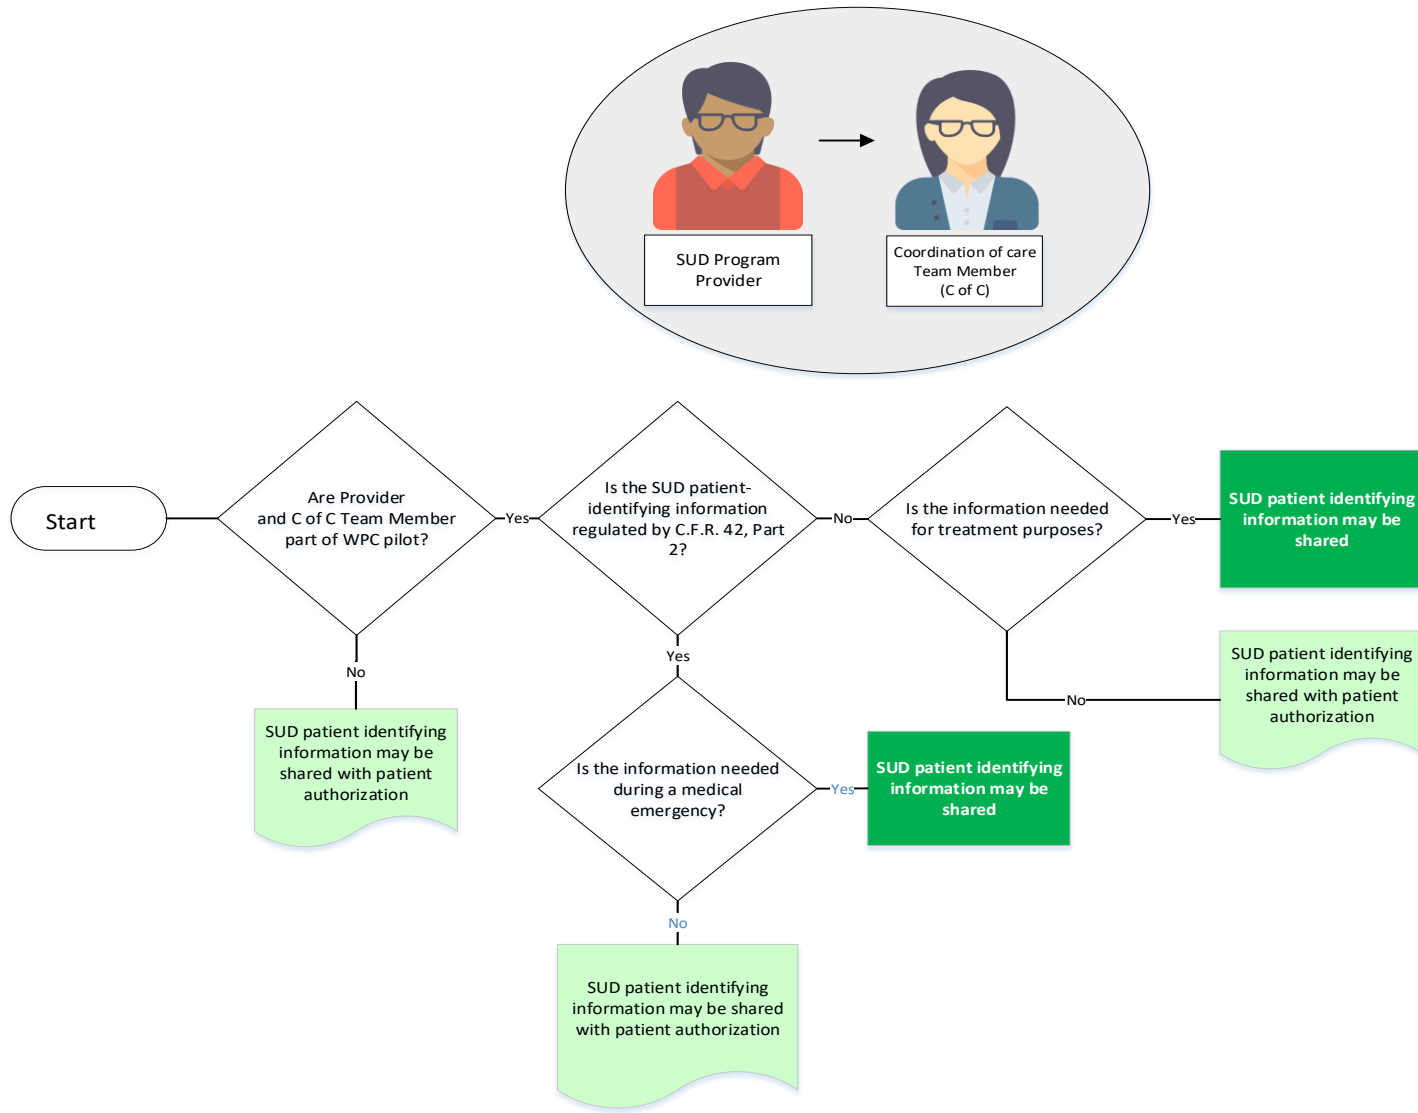 SUD Program
Provider
Coordination of care
Team Member
(C of C)
Start
Are Provider
and C of C Team Member
part of WPC pilot?
Yes
Is the SUD patient-
identifying information
regulated by C.F.R. 42, Part
2?
No
Is the information needed
for treatment purposes?
Yes
SUD patient identifying
information may be
shared
No
SUD patient identifying
information may be
shared with patient
authorization
Yes
No
SUD patient identifying
information may be
shared with patient
authorization
Is the information needed
during a medical
emergency?
Yes
SUD patient identifying
information may be
shared
No
SUD patient identifying
information may be shared
with patient authorization